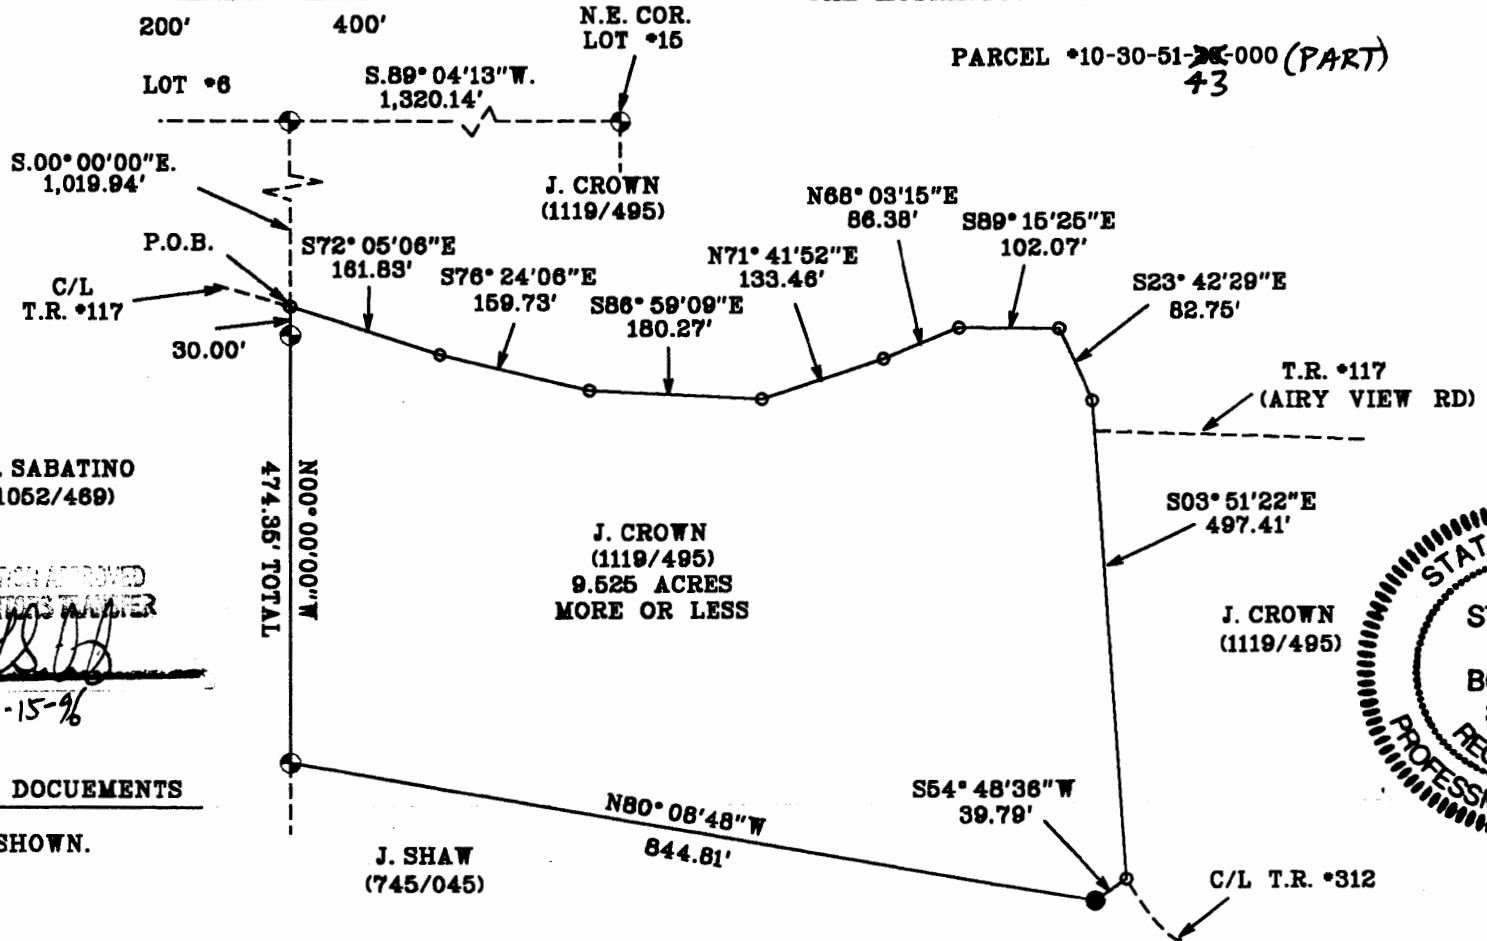 200'
400'
N.E. COR.
LOT #15
PARCEL #10-30-51-000 (PART)
43
LOT #6
S.89°04'13"W.
1,320.14'
S.00°00'00"E.
1,019.94'
J. CROWN
(1119/495)
P.O.B.
C/L
T.R. #117
30.00'
S72°05'06"E
161.83'
S76°24'06"E
159.73'
S86°59'09"E
180.27'
N71°41'52"E
133.46'
N68°03'15"E
86.38'
S89°15'25"E
102.07'
S23°42'29"E
82.75'
T.R. #117
(AIRY VIEW RD)
SABATINO
1052/469)
N00°00'00"W
474.35' TOTAL
J. CROWN
(1119/495)
9.525 ACRES
MORE OR LESS
S03°51'22"E
497.41'
J. CROWN
(1119/495)
APPROVED
-15-96
DOCUEMENTS
SHOWN.
N80°08'48"W
844.81'
S54°48'36"W
39.79'
J. SHAW
(745/045)
C/L T.R. #312
STAT
PROFESS